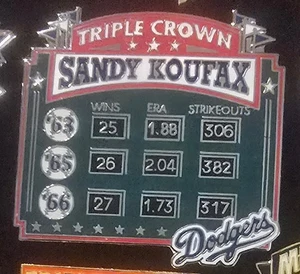 TRIPLE CROWN
SANDY KOUFAX
WINS ERA STRIKEOUTS
'63 25 1.88 306
'65 26 2.04 382
'66 27 1.73 317
Dodgers